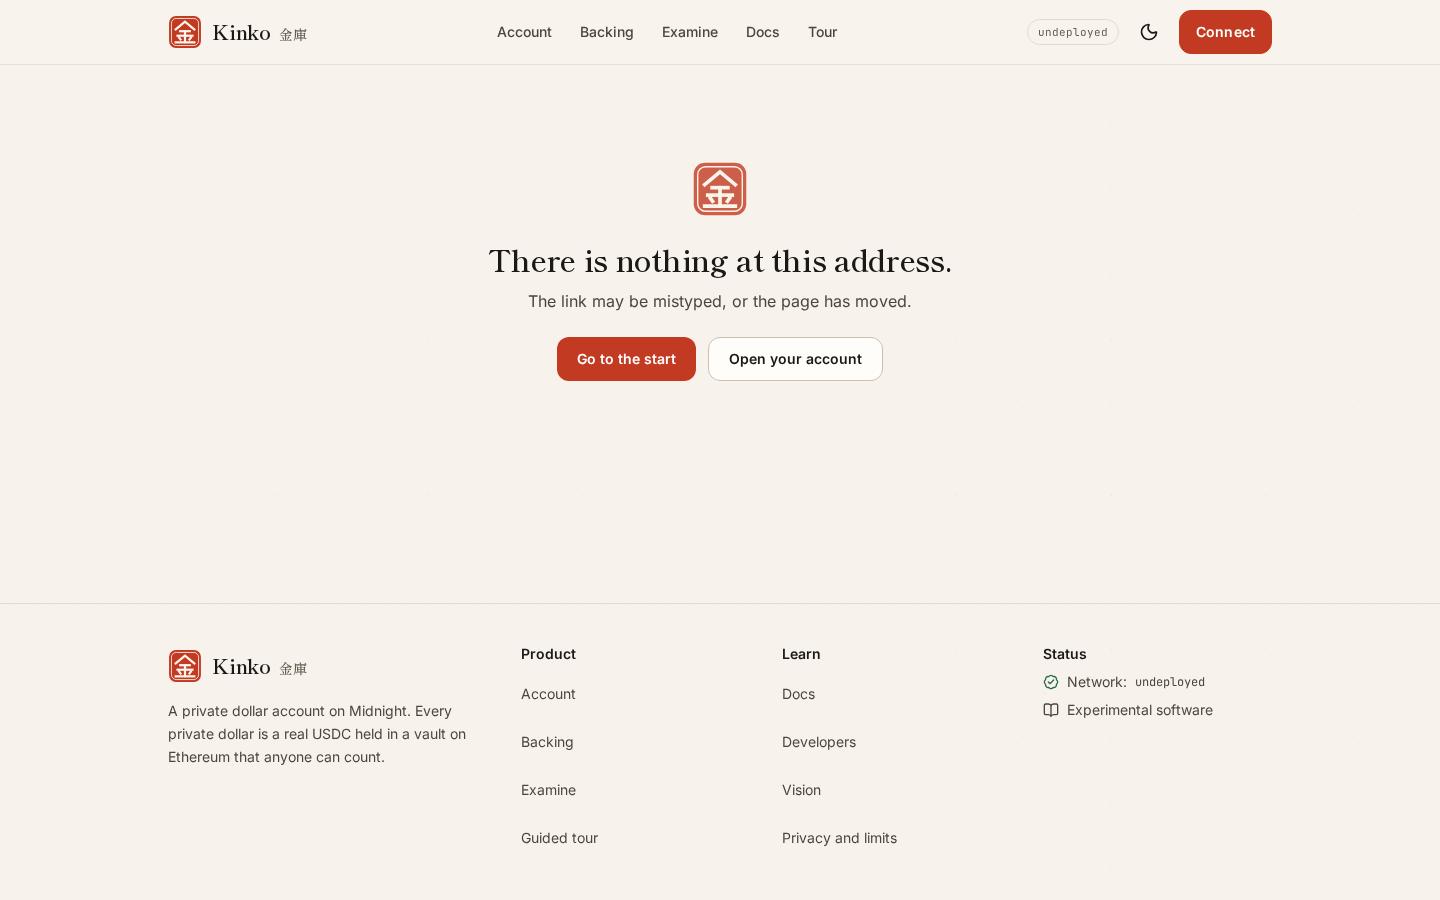 金 Kinko 金庫
Account Backing Examine Docs Tour
undeployed
Connect
金
There is nothing at this address.
The link may be mistyped, or the page has moved.
Go to the start
Open your account
金 Kinko 金庫
A private dollar account on Midnight. Every
private dollar is a real USDC held in a vault on
Ethereum that anyone can count.
Product
Account
Backing
Examine
Guided tour
Learn
Docs
Developers
Vision
Privacy and limits
Status
Network: undeployed
Experimental software